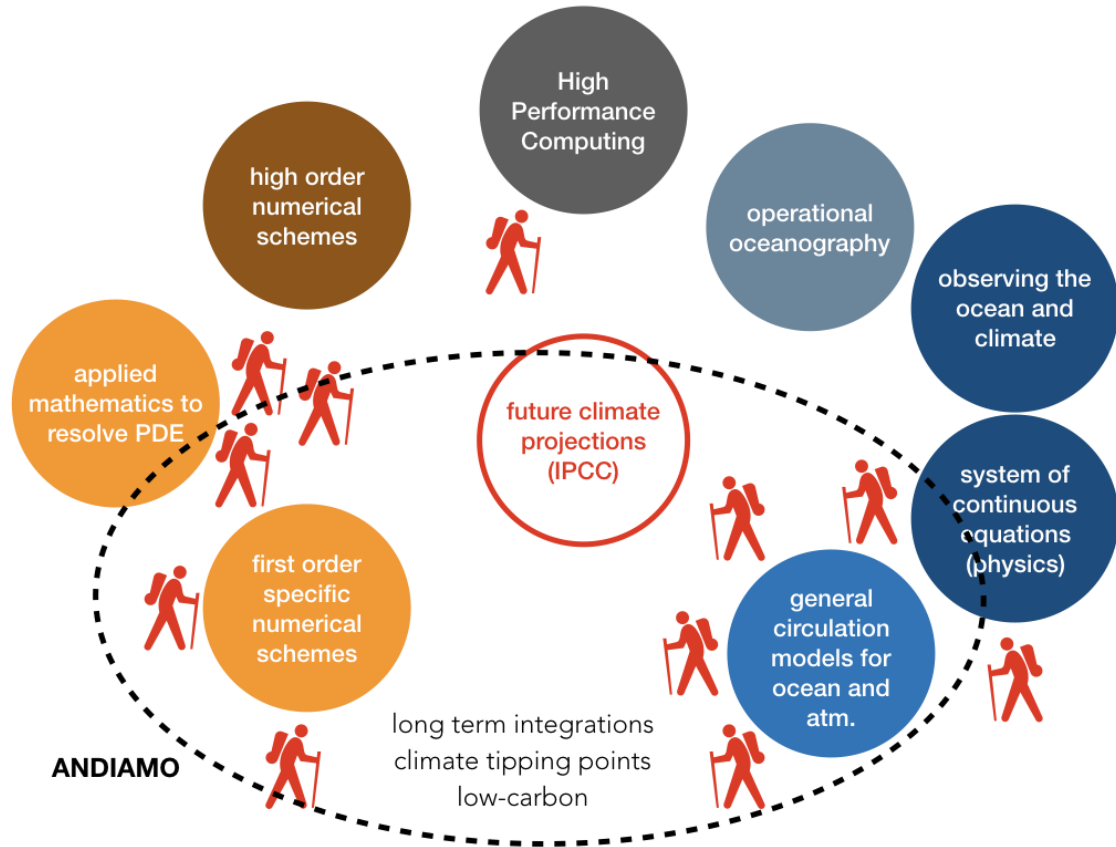 High
Performance
Computing
high order
numerical
schemes
operational
oceanography
observing the
ocean and
climate
applied
mathematics to
resolve PDE
future climate
projections
(IPCC)
system of
continuous
equations
(physics)
first order
specific
numerical
schemes
general
circulation
models for
ocean and
atm.
long term integrations
climate tipping points
low-carbon
ANDIAMO